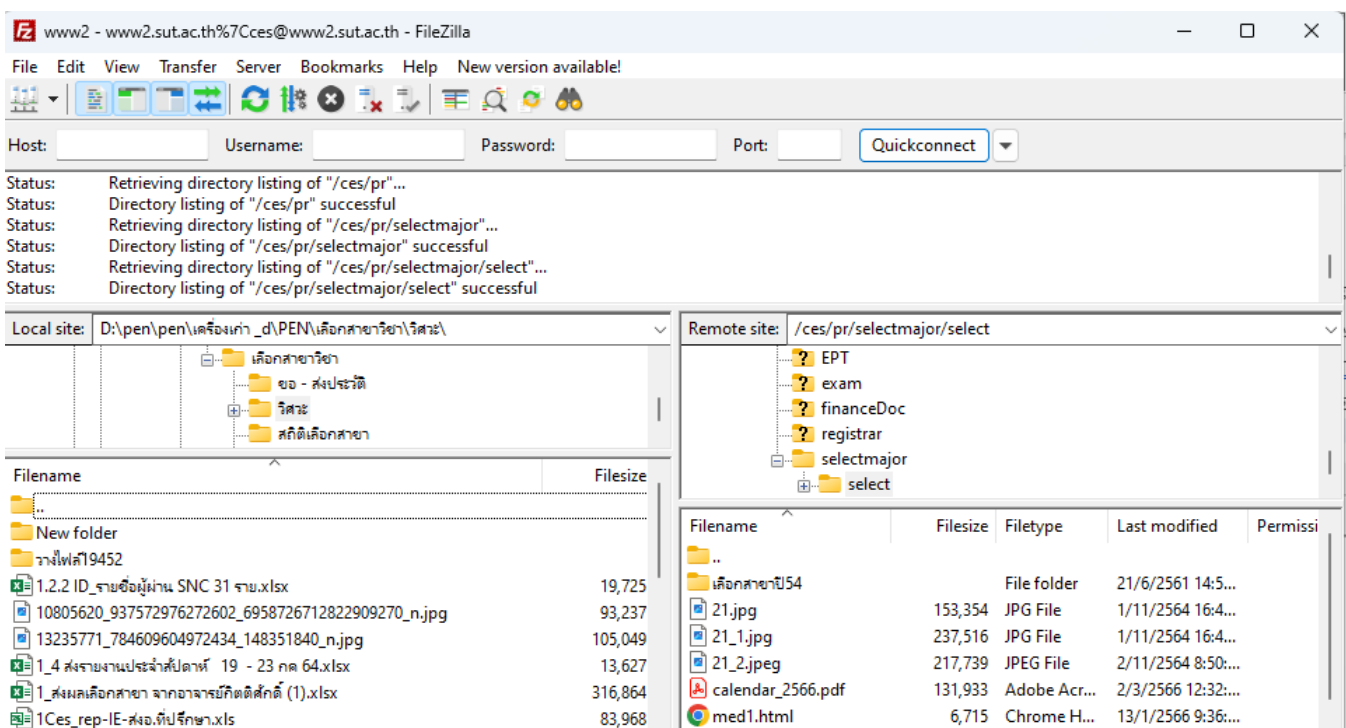 www2 - www2.sut.ac.th%7Cces@www2.sut.ac.th - FileZilla
File Edit View Transfer Server Bookmarks Help New version available!
Host: Username: Password: Port: Quickconnect
Status: Retrieving directory listing of "/ces/pr"...
Status: Directory listing of "/ces/pr" successful
Status: Retrieving directory listing of "/ces/pr/selectmajor"...
Status: Directory listing of "/ces/pr/selectmajor" successful
Status: Retrieving directory listing of "/ces/pr/selectmajor/select"...
Status: Directory listing of "/ces/pr/selectmajor/select" successful
Local site: D:\pen\pen\เครื่องเก่า _d\PEN\เลือกสาขาวิชา\วิศวะ\
เลือกสาขาวิชา
ขอ - ส่งประวัติ
วิศวะ
สถิติเลือกสาขา
Filename Filesize
..
New folder
วางไฟล์19452
1.2.2 ID_รายชื่อผู้ผ่าน SNC 31 ราย.xlsx 19,725
10805620_937572976272602_6958726712822909270_n.jpg 93,237
13235771_784609604972434_148351840_n.jpg 105,049
1_4 ส่งรายงานประจำสัปดาห์ 19 - 23 กค 64.xlsx 13,627
1_ส่งผลเลือกสาขา จากอาจารย์กิตติศักดิ์ (1).xlsx 316,864
1Ces_rep-IE-ส่งอ.ที่ปรึกษา.xls 83,968
Remote site: /ces/pr/selectmajor/select
? EPT
? exam
? financeDoc
? registrar
selectmajor
select
Filename Filesize Filetype Last modified Permissi
..
เลือกสาขาปี54 File folder 21/6/2561 14:5...
21.jpg 153,354 JPG File 1/11/2564 16:4...
21_1.jpg 237,516 JPG File 1/11/2564 16:4...
21_2.jpeg 217,739 JPEG File 2/11/2564 8:50:...
calendar_2566.pdf 131,933 Adobe Acr... 2/3/2566 12:32:...
med1.html 6,715 Chrome H... 13/1/2566 9:36:...